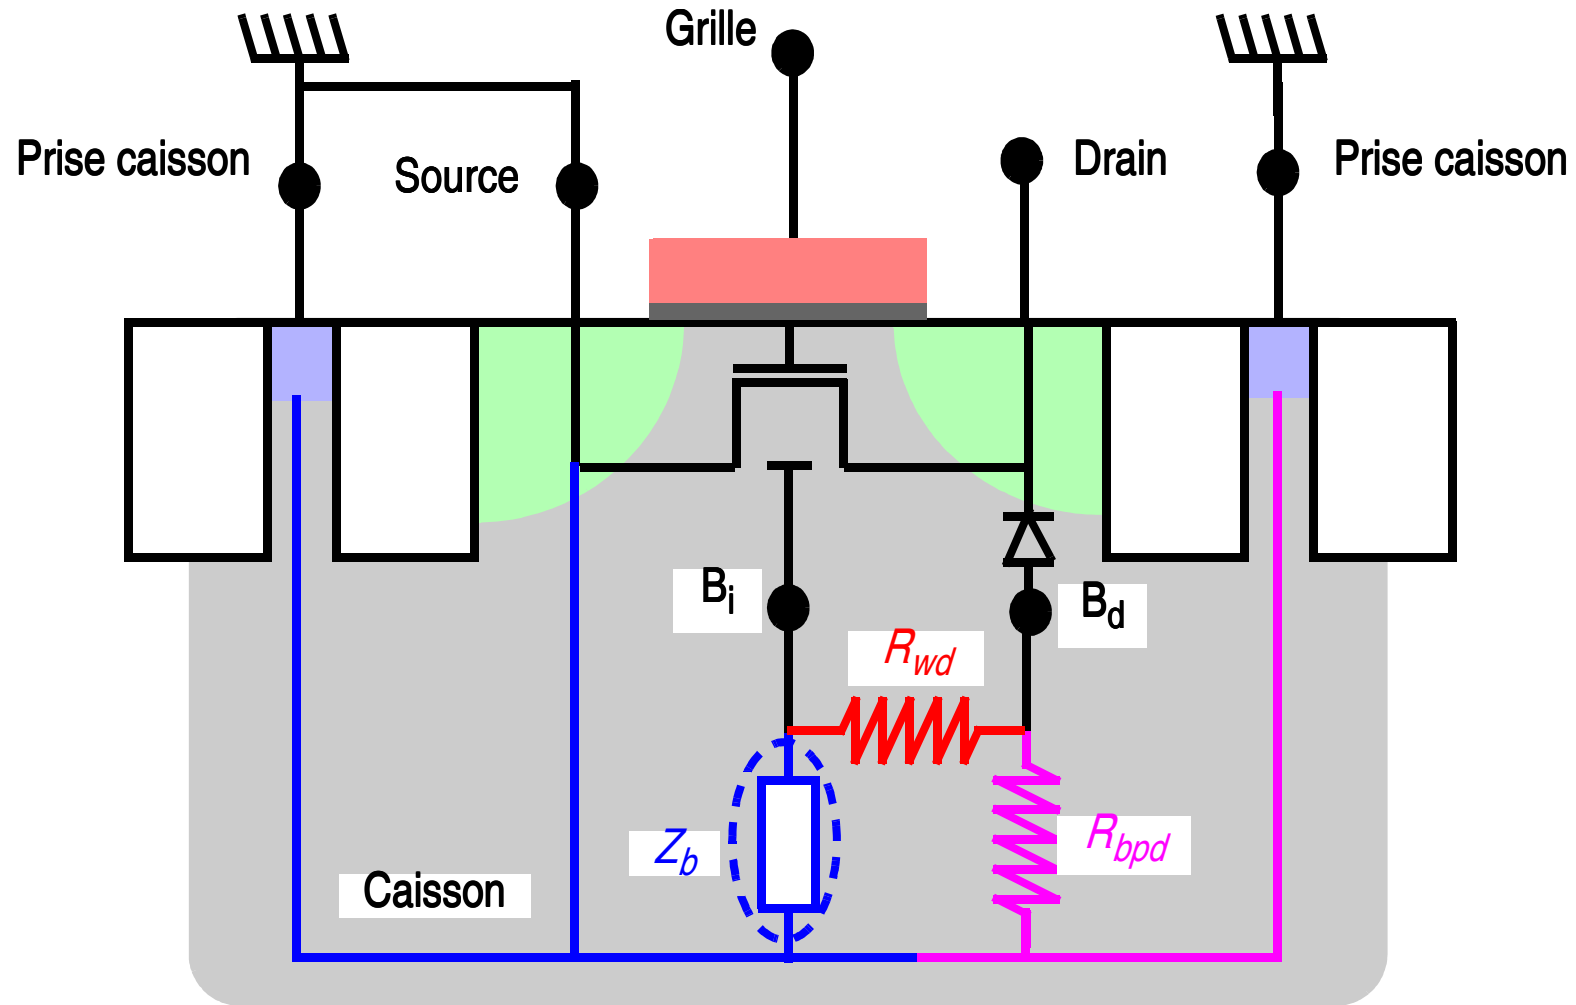 Grille
Prise caisson
Source
Drain
Prise caisson
Bi
Bd
Rwd
Zb
Rbpd
Caisson